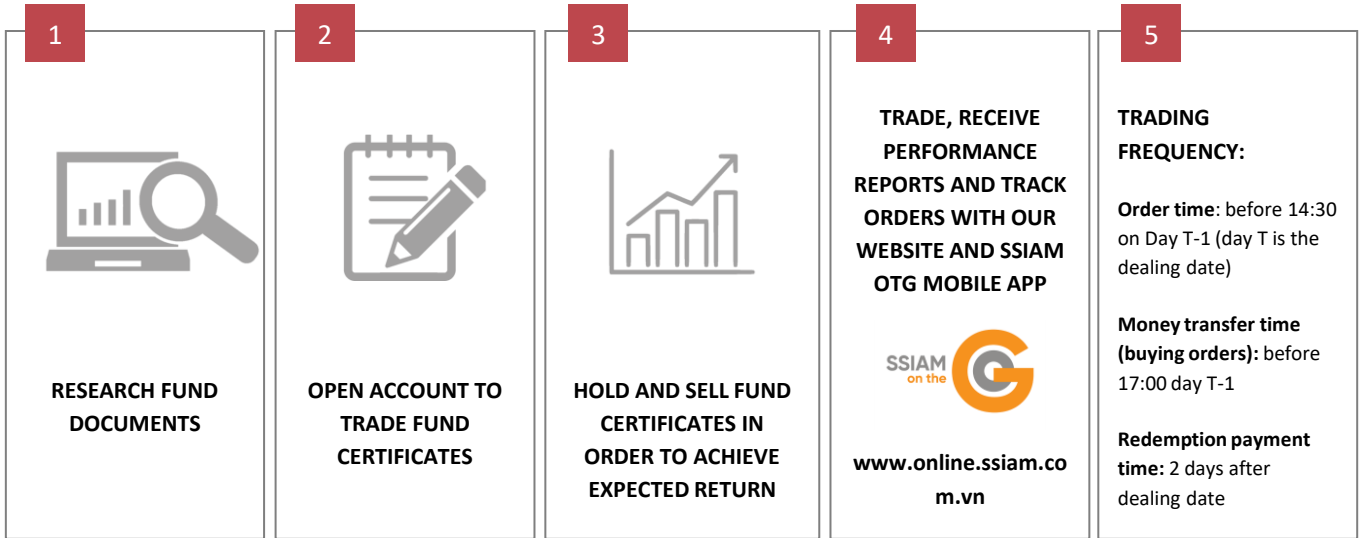 1
RESEARCH FUND
DOCUMENTS
2
OPEN ACCOUNT TO
TRADE FUND
CERTIFICATES
3
HOLD AND SELL FUND
CERTIFICATES IN
ORDER TO ACHIEVE
EXPECTED RETURN
4
TRADE, RECEIVE
PERFORMANCE
REPORTS AND TRACK
ORDERS WITH OUR
WEBSITE AND SSIAM
OTG MOBILE APP
SSIAM
on the
G
www.online.ssiam.co
m.vn
5
TRADING
FREQUENCY:
Order time: before 14:30
on Day T-1 (day T is the
dealing date)
Money transfer time
(buying orders): before
17:00 day T-1
Redemption payment
time: 2 days after
dealing date